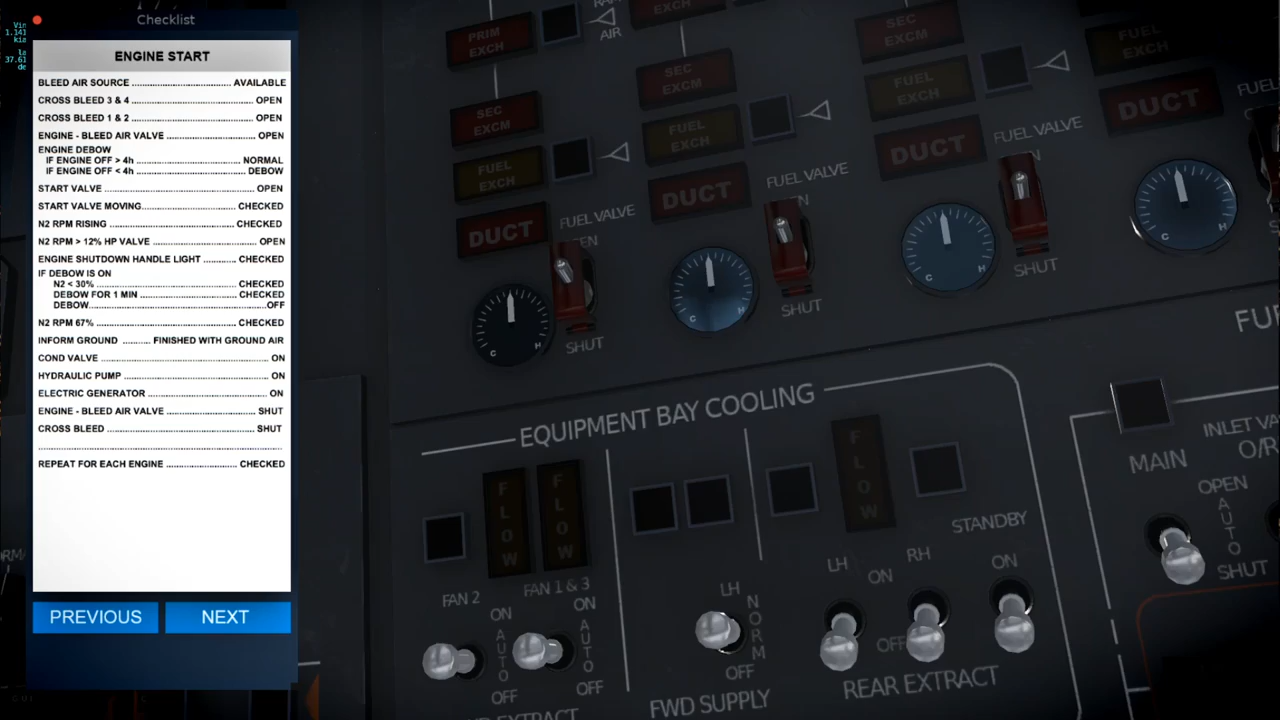 Checklist
ENGINE START
BLEED AIR SOURCE AVAILABLE
CROSS BLEED 3 & 4 OPEN
CROSS BLEED 1 & 2 OPEN
ENGINE - BLEED AIR VALVE OPEN
ENGINE DEBOW
IF ENGINE OFF > 4h NORMAL
IF ENGINE OFF < 4h DEBOW
START VALVE OPEN
START VALVE MOVING CHECKED
N2 RPM RISING CHECKED
N2 RPM > 12% HP VALVE OPEN
ENGINE SHUTDOWN HANDLE LIGHT CHECKED
IF DEBOW IS ON
N2 < 30% CHECKED
DEBOW FOR 1 MIN CHECKED
DEBOW OFF
N2 RPM 67% CHECKED
INFORM GROUND FINISHED WITH GROUND AIR
COND VALVE ON
HYDRAULIC PUMP ON
ELECTRIC GENERATOR ON
ENGINE - BLEED AIR VALVE SHUT
CROSS BLEED SHUT
REPEAT FOR EACH ENGINE CHECKED
PREVIOUS
NEXT
AIR
PRIM
EXCH
SEC
EXCM
FUEL
EXCH
DUCT
FUEL VALVE
SHUT
C H
EXCH
SEC
EXCM
FUEL
EXCH
DUCT
FUEL VALVE
SHUT
C H
SEC
EXCH
FUEL
EXCH
DUCT
FUEL VALVE
SHUT
C H
FUEL
EXCH
DUCT
C H
EQUIPMENT BAY COOLING
FLOW
FLOW
FAN 2
FAN 1 & 3
ON
AUTO
OFF
ON
AUTO
OFF
LH
NORM
OFF
FWD SUPPLY
FLOW
LH
RH
ON
OFF
STANDBY
ON
REAR EXTRACT
MAIN
OPEN
AUTO
SHUT
O/R